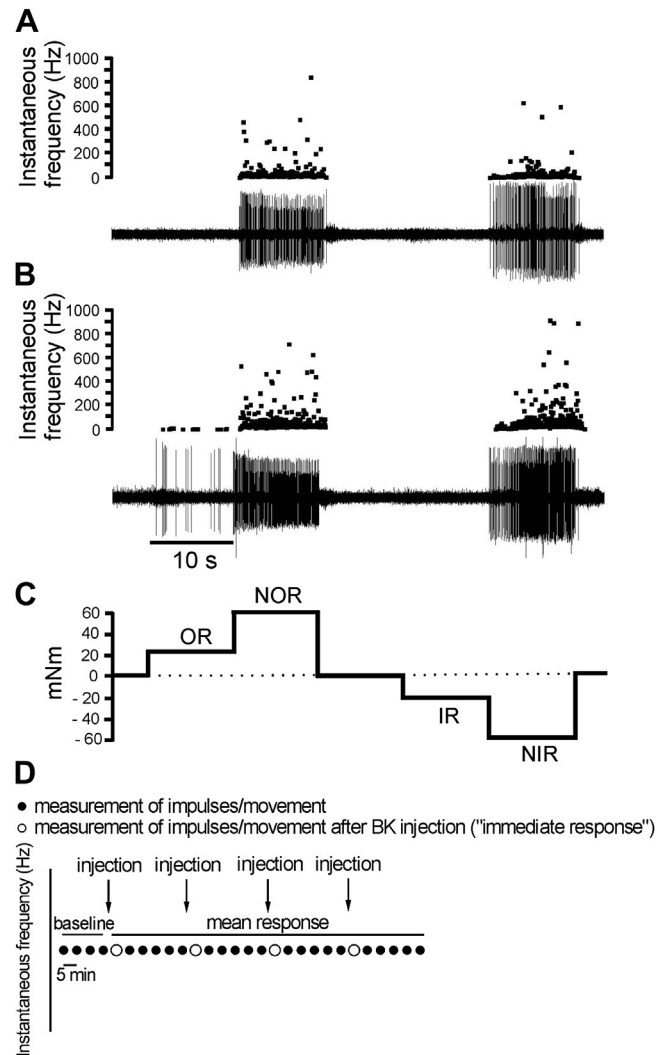 A
Instantaneous
frequency (Hz)
1000
800
600
400
200
0
B
Instantaneous
frequency (Hz)
1000
800
600
400
200
0
10 s
C
mNm
60
40
20
0
- 20
- 40
- 60
OR
NOR
IR
NIR
D
● measurement of impulses/movement
○ measurement of impulses/movement after BK injection ("immediate response")
Instantaneous frequency (Hz)
injection injection injection injection
baseline mean response
5 min